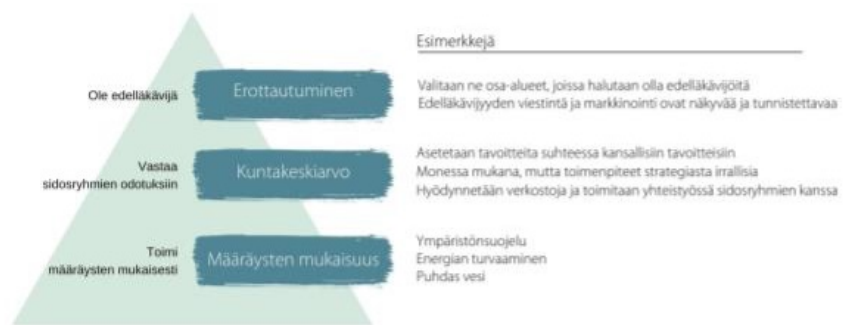 Esimerkkejä
Ole edelläkävijä
Erottautuminen
Valitaan ne osa-alueet, joissa halutaan olla edelläkävijöitä
Edelläkävijyyden viestintä ja markkinointi ovat näkyvää ja tunnistettavaa
Vastaa
sidosryhmien odotuksiin
Kuntakeskiarvo
Asetetaan tavoitteita suhteessa kansallisiin tavoitteisiin
Monessa mukana, mutta toimenpiteet strategiasta irrallisia
Hyödynnetään verkostoja ja toimitaan yhteistyössä sidosryhmien kanssa
Toimi
määräysten mukaisesti
Määräysten mukaisuus
Ympäristönsuojelu
Energian turvaaminen
Puhdas vesi